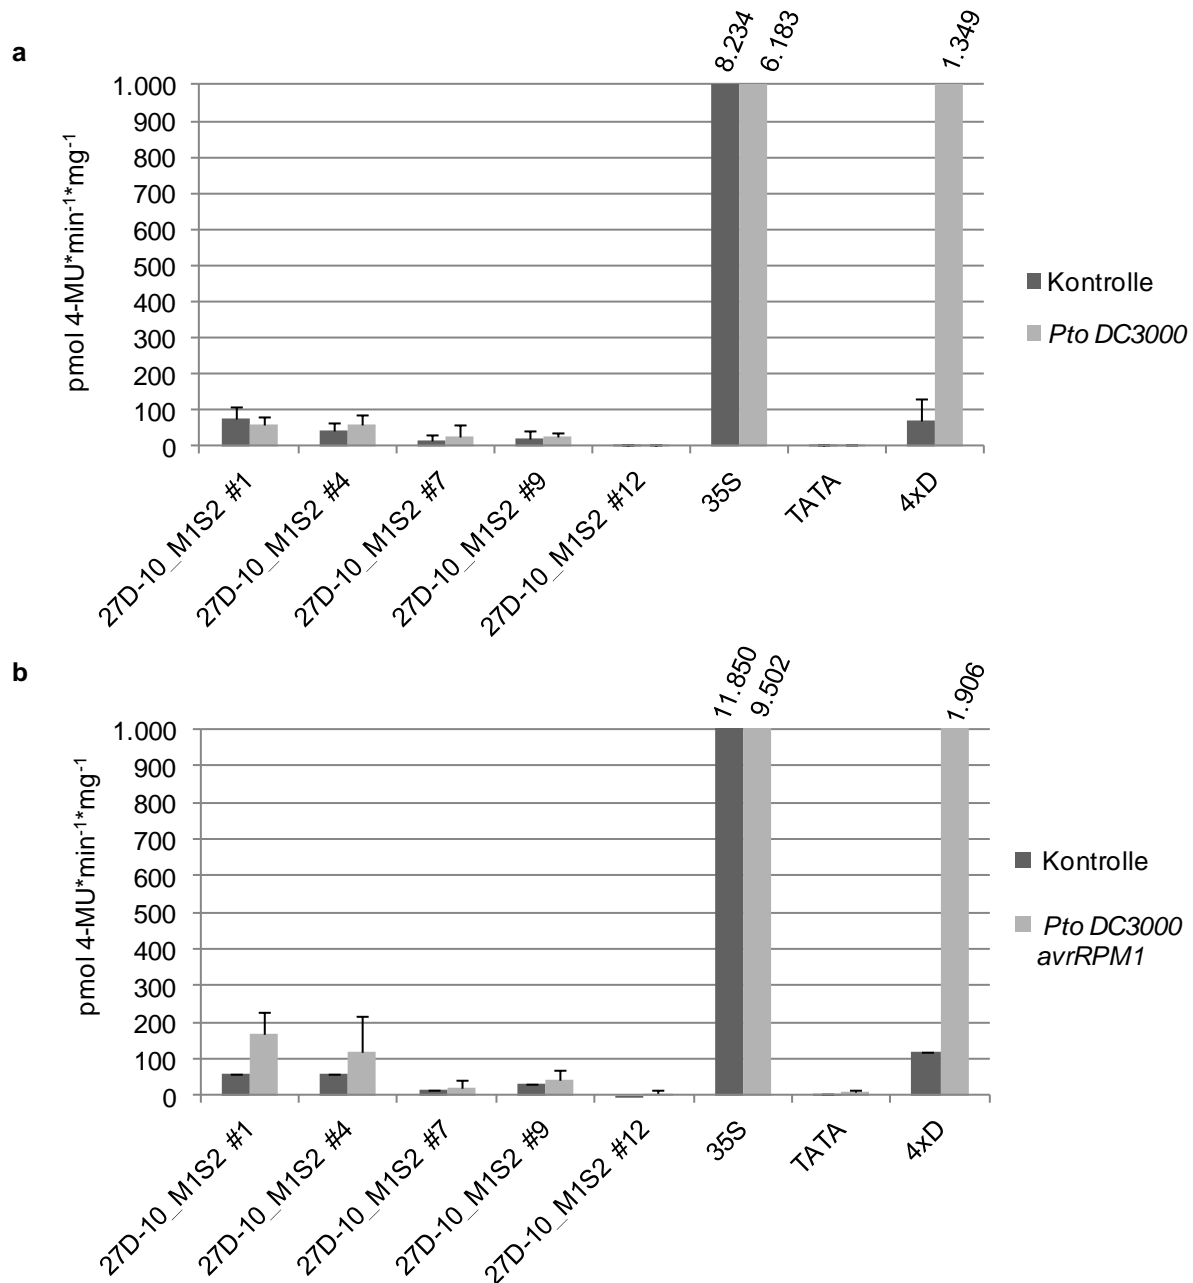 a
8.234
6.183
1.349
pmol 4-MU*min-1*mg-1
1.000
900
800
700
600
500
400
300
200
100
0
Kontrolle
Pto DC3000
27D-10_M1S2 #1
27D-10_M1S2 #4
27D-10_M1S2 #7
27D-10_M1S2 #9
27D-10_M1S2 #12
35S
TATA
4xD
b
11.850
9.502
1.906
pmol 4-MU*min-1*mg-1
1.000
900
800
700
600
500
400
300
200
100
0
Kontrolle
Pto DC3000
avrRPM1
27D-10_M1S2 #1
27D-10_M1S2 #4
27D-10_M1S2 #7
27D-10_M1S2 #9
27D-10_M1S2 #12
35S
TATA
4xD